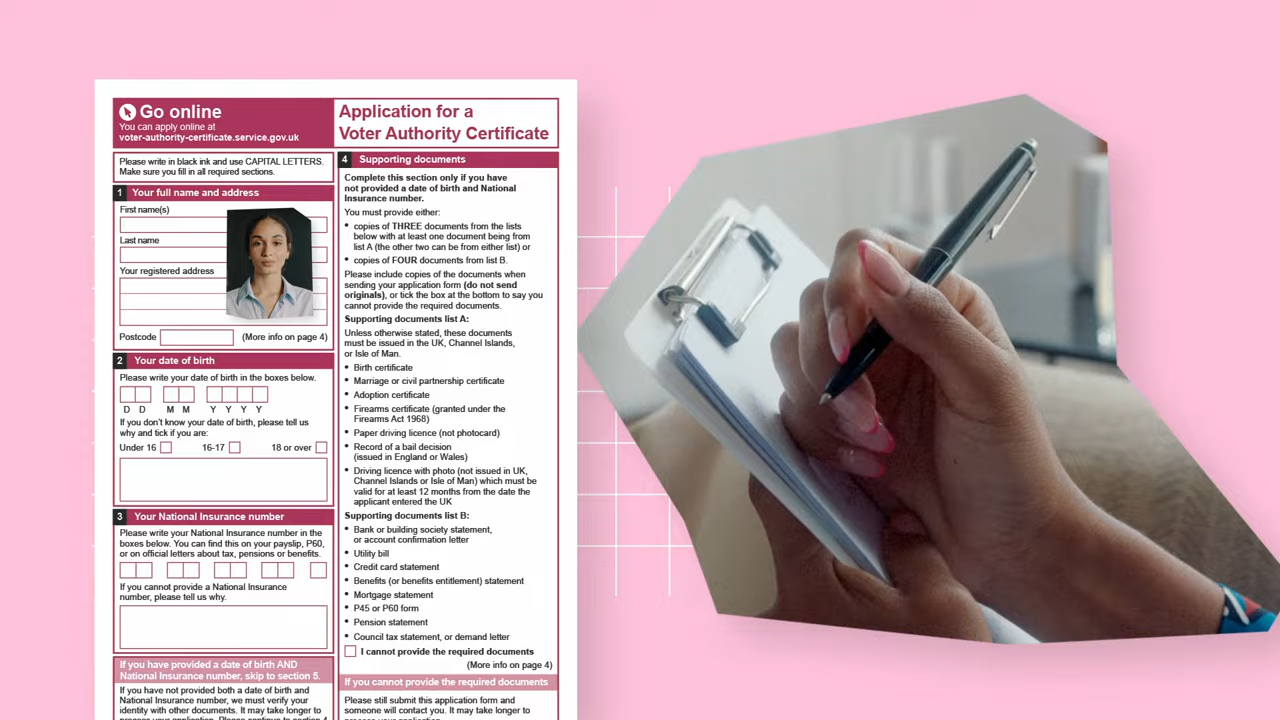 Go online
You can apply online at
voter-authority-certificate.service.gov.uk
Application for a
Voter Authority Certificate
Please write in black ink and use CAPITAL LETTERS.
Make sure you fill in all required sections.
1 Your full name and address
First name(s)
Last name
Your registered address
Postcode (More info on page 4)
2 Your date of birth
Please write your date of birth in the boxes below.
D D M M Y Y Y Y
If you don't know your date of birth, please tell us
why and tick if you are:
Under 16 16-17 18 or over
3 Your National Insurance number
Please write your National Insurance number in the
boxes below. You can find this on your payslip, P60,
or on official letters about tax, pensions or benefits.
If you cannot provide a National Insurance
number, please tell us why.
If you have provided a date of birth AND
National Insurance number, skip to section 5.
If you have not provided both a date of birth and
National Insurance number, we must verify your
identity with other documents. It may take longer to
process your application. Please continue to section 4
4 Supporting documents
Complete this section only if you have
not provided a date of birth and National
Insurance number.
You must provide either:
• copies of THREE documents from the lists
below with at least one document being from
list A (the other two can be from either list) or
• copies of FOUR documents from list B.
Please include copies of the documents when
sending your application form (do not send
originals), or tick the box at the bottom to say you
cannot provide the required documents.
Supporting documents list A:
Unless otherwise stated, these documents
must be issued in the UK, Channel Islands,
or Isle of Man.
• Birth certificate
• Marriage or civil partnership certificate
• Adoption certificate
• Firearms certificate (granted under the
Firearms Act 1968)
• Paper driving licence (not photocard)
• Record of a bail decision
(issued in England or Wales)
• Driving licence with photo (not issued in UK,
Channel Islands or Isle of Man) which must be
valid for at least 12 months from the date the
applicant entered the UK
Supporting documents list B:
• Bank or building society statement,
or account confirmation letter
• Utility bill
• Credit card statement
• Benefits (or benefits entitlement) statement
• Mortgage statement
• P45 or P60 form
• Pension statement
• Council tax statement, or demand letter
I cannot provide the required documents
(More info on page 4)
If you cannot provide the required documents
Please still submit this application form and
someone will contact you. It may take longer to
process your application.